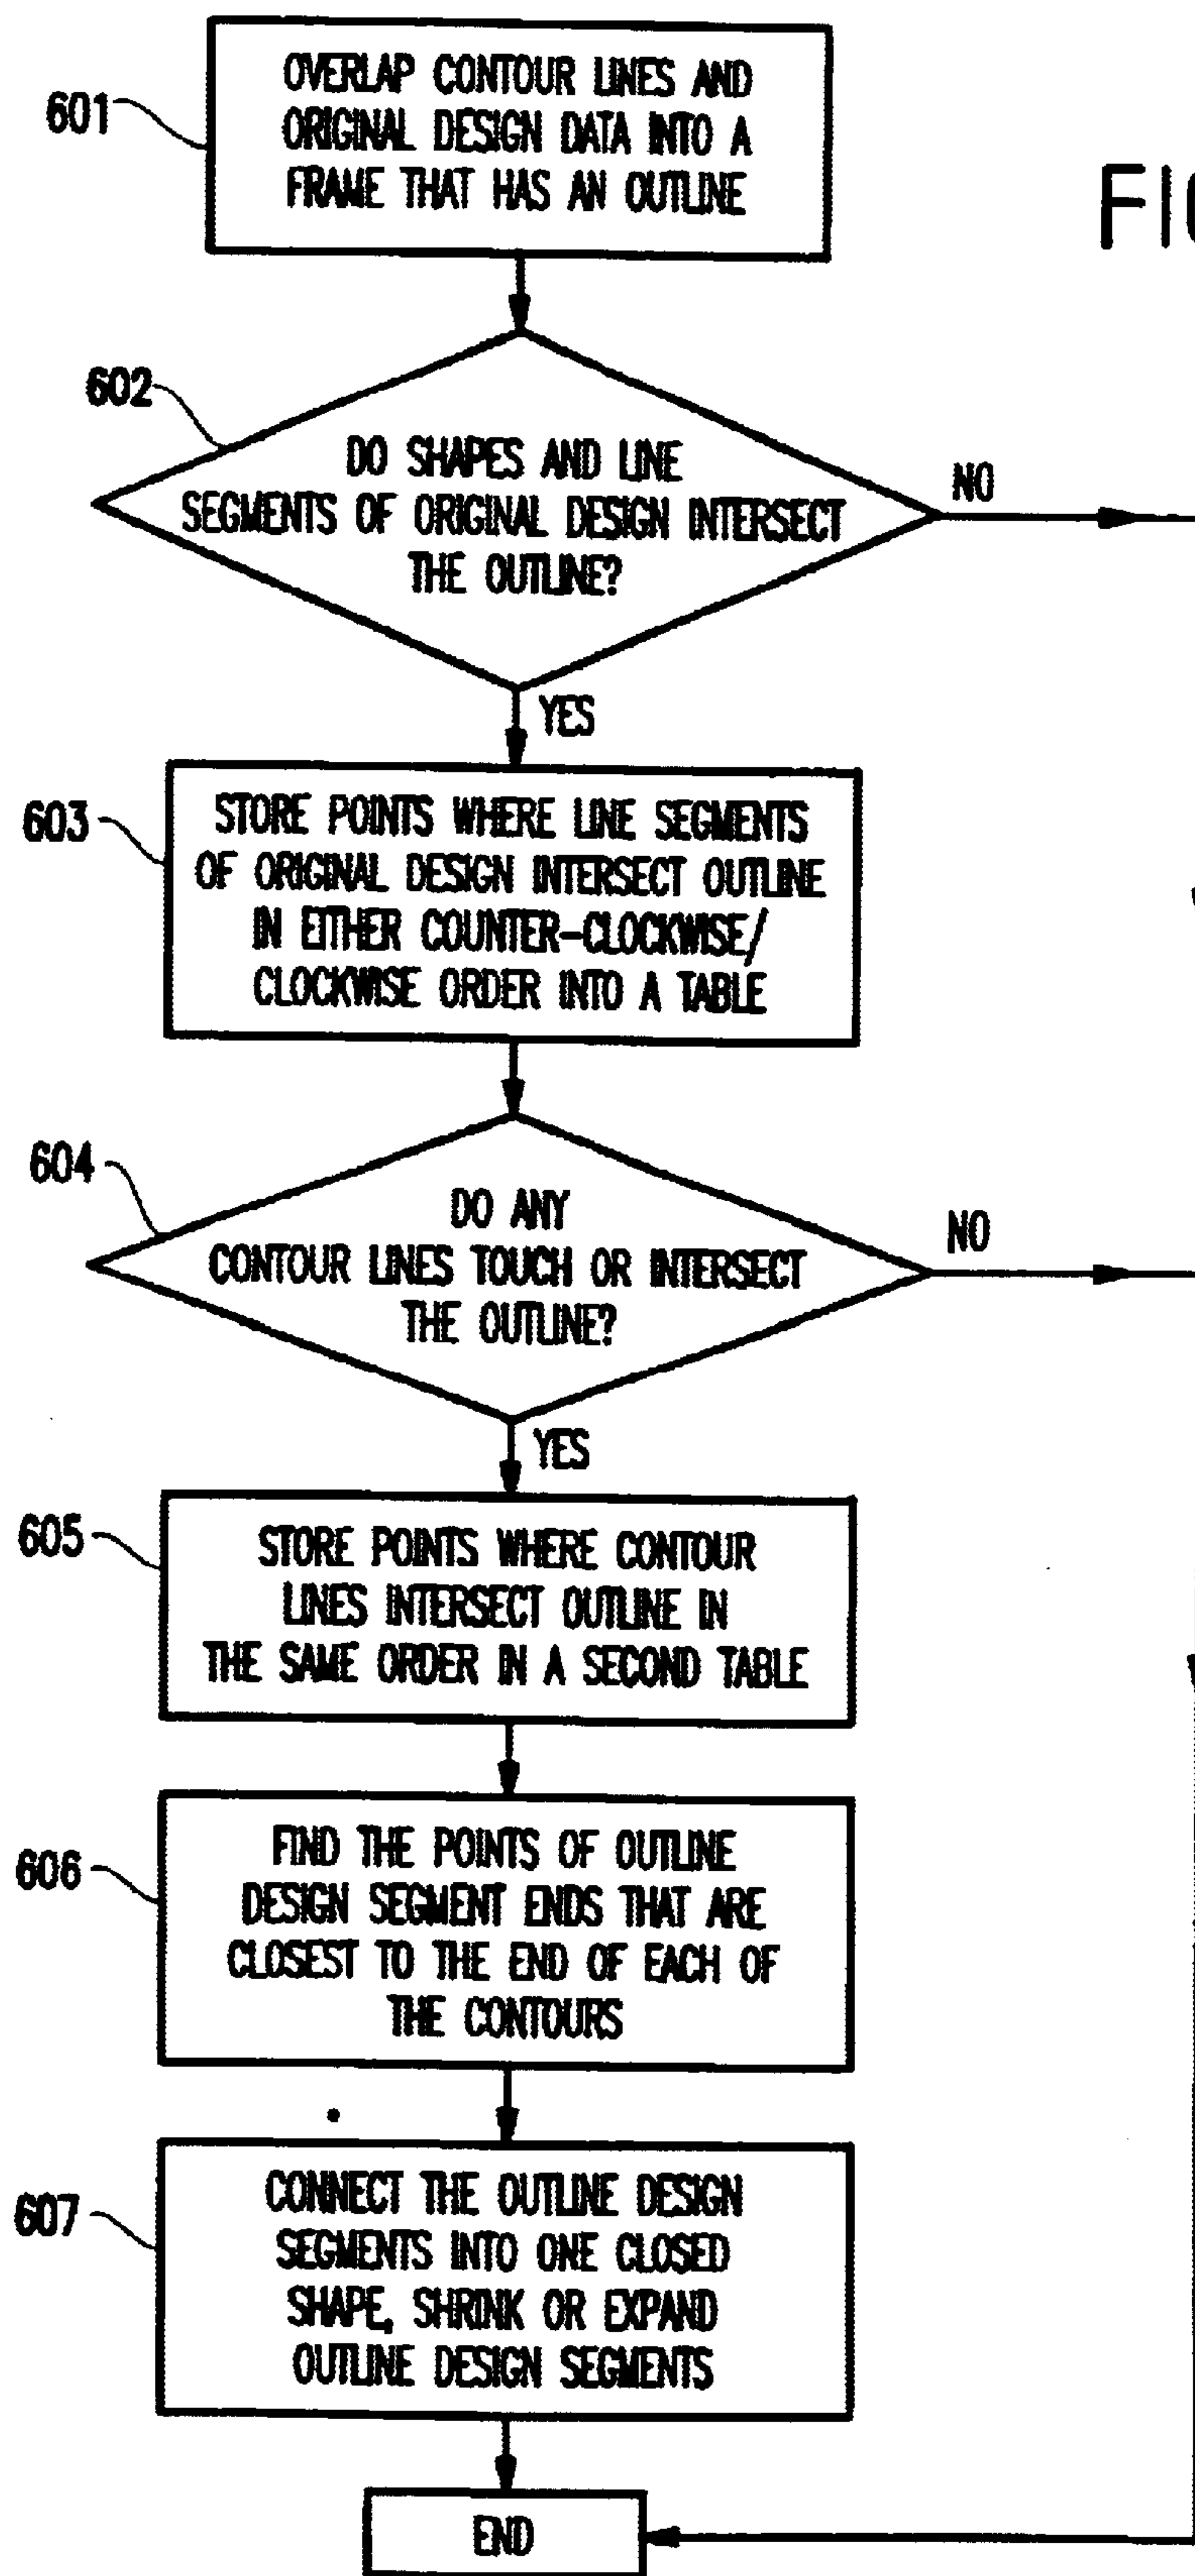 601
OVERLAP CONTOUR LINES AND
ORIGINAL DESIGN DATA INTO A
FRAME THAT HAS AN OUTLINE
FIG
602
DO SHAPES AND LINE
SEGMENTS OF ORIGINAL DESIGN INTERSECT
THE OUTLINE?
NO
YES
603
STORE POINTS WHERE LINE SEGMENTS
OF ORIGINAL DESIGN INTERSECT OUTLINE
IN EITHER COUNTER-CLOCKWISE/
CLOCKWISE ORDER INTO A TABLE
604
DO ANY
CONTOUR LINES TOUCH OR INTERSECT
THE OUTLINE?
NO
YES
605
STORE POINTS WHERE CONTOUR
LINES INTERSECT OUTLINE IN
THE SAME ORDER IN A SECOND TABLE
606
FIND THE POINTS OF OUTLINE
DESIGN SEGMENT ENDS THAT ARE
CLOSEST TO THE END OF EACH OF
THE CONTOURS
607
CONNECT THE OUTLINE DESIGN
SEGMENTS INTO ONE CLOSED
SHAPE, SHRINK OR EXPAND
OUTLINE DESIGN SEGMENTS
END